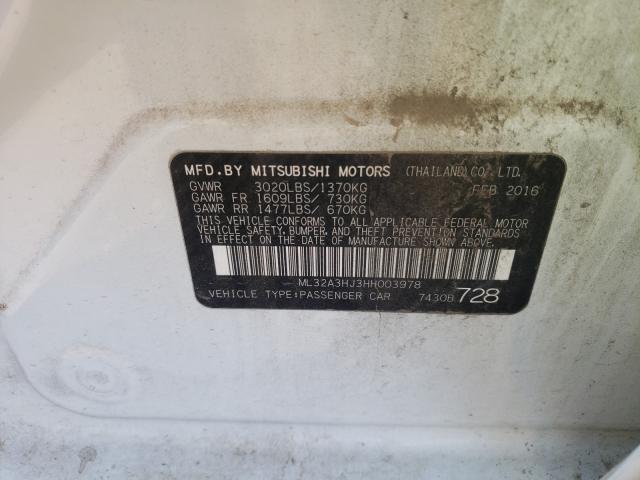 MFD.BY MITSUBISHI MOTORS (THAILAND)CO.,LTD.
GVWR 3020LBS/1370KG FEB 2016
GAWR FR 1609LBS/ 730KG
GAWR RR 1477LBS/ 670KG
THIS VEHICLE CONFORMS TO ALL APPLICABLE FEDERAL MOTOR
VEHICLE SAFETY, BUMPER, AND THEFT PREVENTION STANDARDS
IN EFFECT ON THE DATE OF MANUFACTURE SHOWN ABOVE.
ML32A3HJ3HH003978
VEHICLE TYPE:PASSENGER CAR 7430B 728